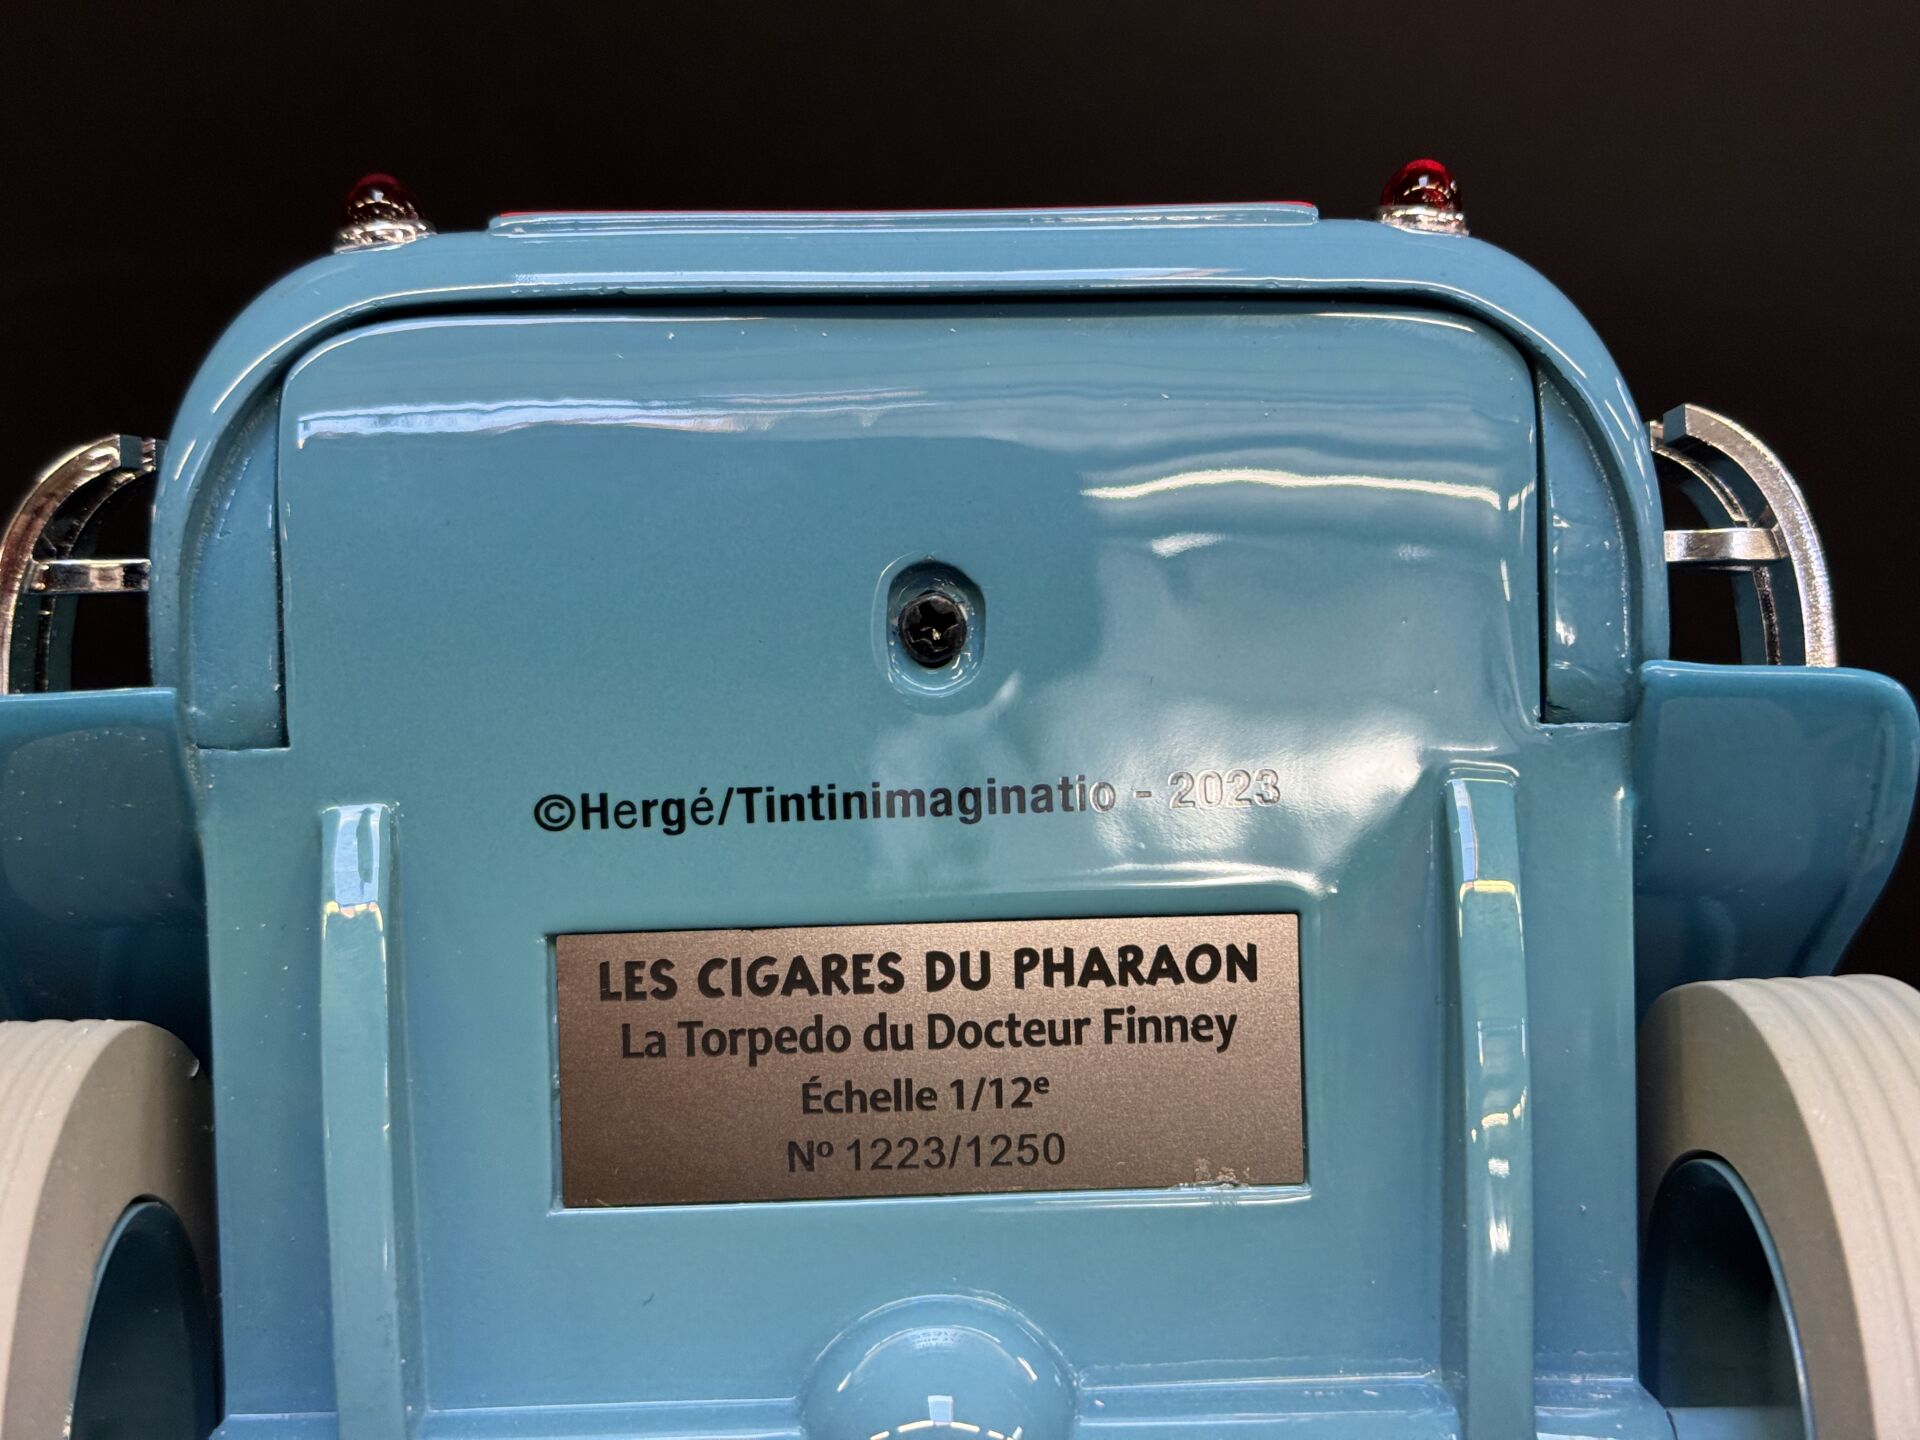 ©Hergé/Tintinimaginatio - 2023
LES CIGARES DU PHARAON
La Torpedo du Docteur Finney
Échelle 1/12ᵉ
Nº 1223/1250